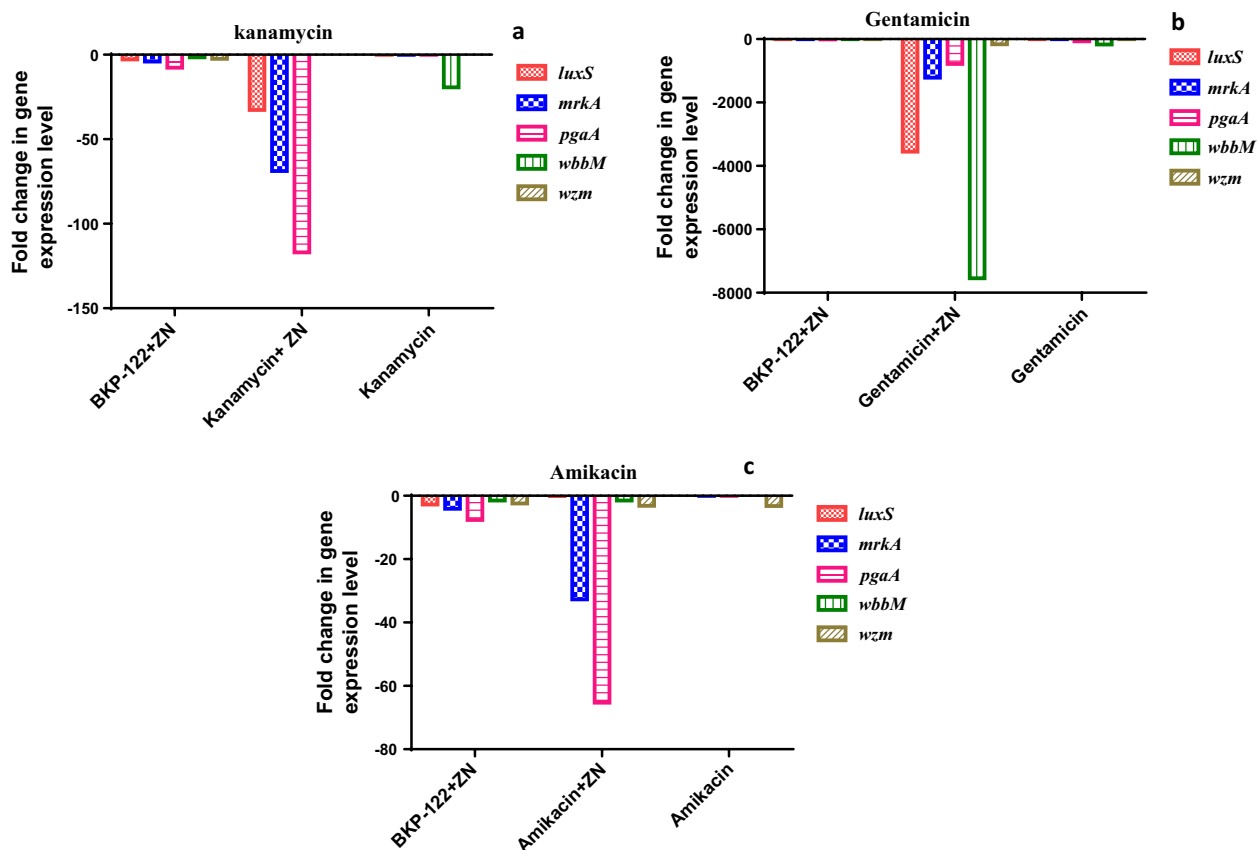 kanamycin
a
Fold change in gene
expression level
0
-50
-100
-150
BKP-122+ZN
Kanamycin+ ZN
Kanamycin
luxS
mrkA
pgaA
wbbM
wzm
Gentamicin
b
Fold change in gene
expression level
0
-2000
-4000
-6000
-8000
BKP-122+ZN
Gentamicin+ZN
Gentamicin
luxS
mrkA
pgaA
wbbM
wzm
Amikacin
c
Fold change in gene
expression level
0
-20
-40
-60
-80
BKP-122+ZN
Amikacin+ZN
Amikacin
luxS
mrkA
pgaA
wbbM
wzm